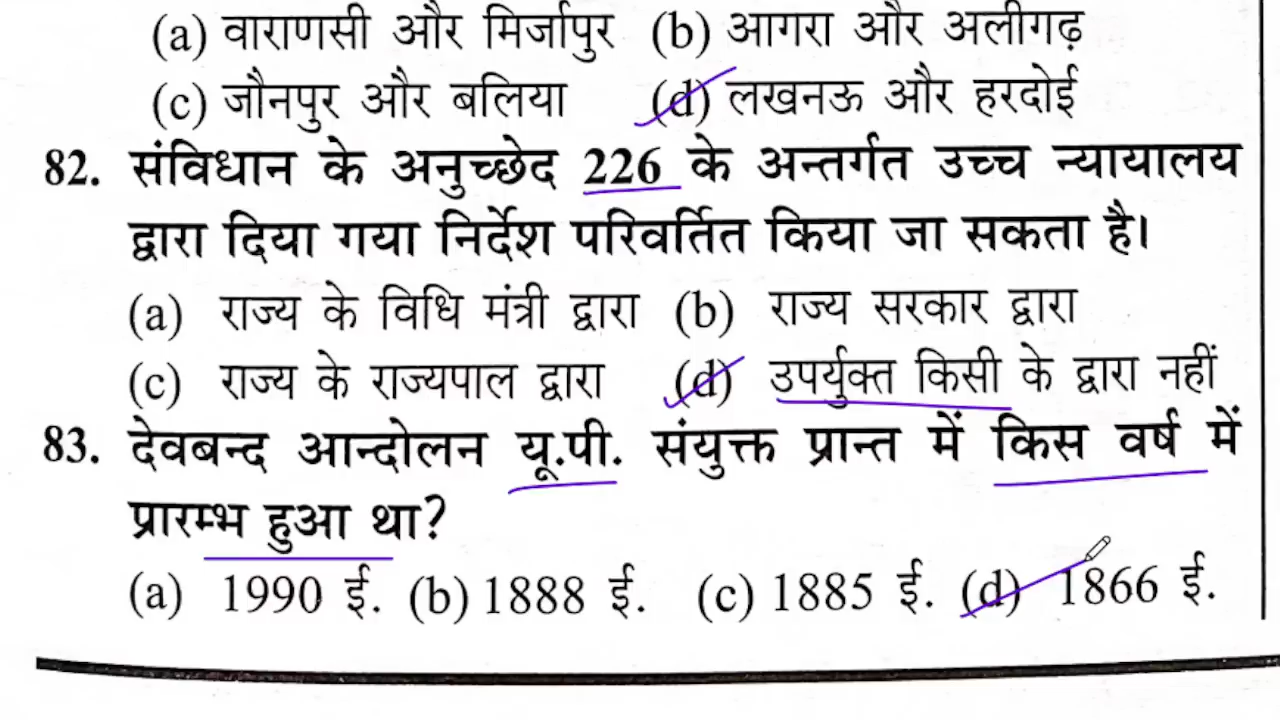 (a) वाराणसी और मिर्जापुर (b) आगरा और अलीगढ़
(c) जौनपुर और बलिया (d) लखनऊ और हरदोई
82. संविधान के अनुच्छेद 226 के अन्तर्गत उच्च न्यायालय
द्वारा दिया गया निर्देश परिवर्तित किया जा सकता है।
(a) राज्य के विधि मंत्री द्वारा (b) राज्य सरकार द्वारा
(c) राज्य के राज्यपाल द्वारा (d) उपर्युक्त किसी के द्वारा नहीं
83. देवबन्द आन्दोलन यू.पी. संयुक्त प्रान्त में किस वर्ष में
प्रारम्भ हुआ था?
(a) 1990 ई. (b) 1888 ई. (c) 1885 ई. (d) 1866 ई.